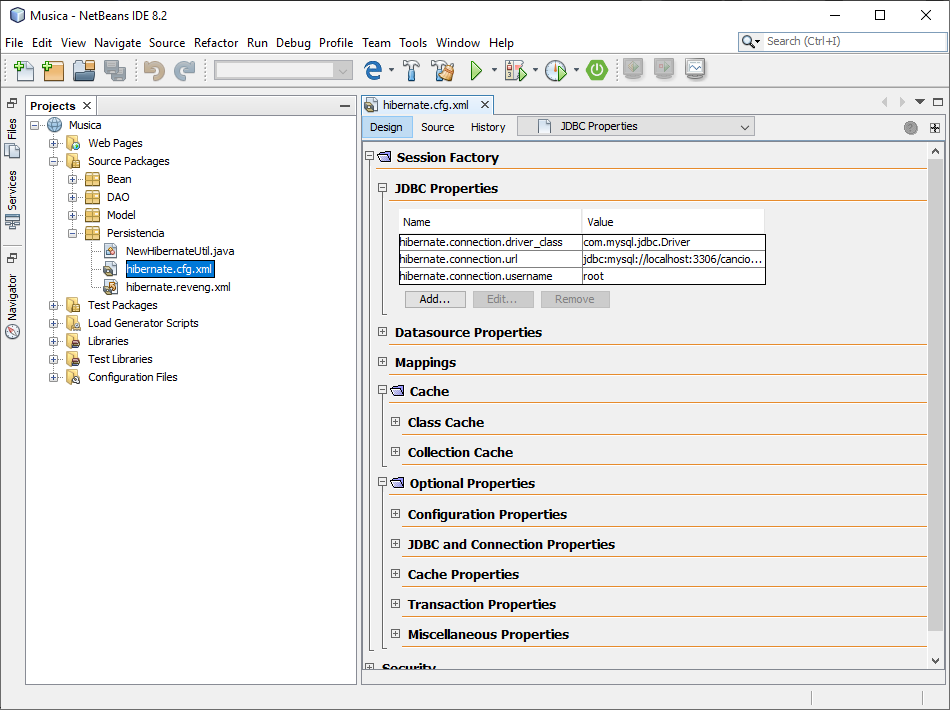 Musica - NetBeans IDE 8.2
File Edit View Navigate Source Refactor Run Debug Profile Team Tools Window Help
Search (Ctrl+I)
Files
Services
Navigator
Projects
Musica
Web Pages
Source Packages
Bean
DAO
Model
Persistencia
NewHibernateUtil.java
hibernate.cfg.xml
hibernate.reveng.xml
Test Packages
Load Generator Scripts
Libraries
Test Libraries
Configuration Files
hibernate.cfg.xml
Design Source History JDBC Properties
Session Factory
JDBC Properties
Name Value
hibernate.connection.driver_class com.mysql.jdbc.Driver
hibernate.connection.url jdbc:mysql://localhost:3306/cancio...
hibernate.connection.username root
Add... Edit... Remove
Datasource Properties
Mappings
Cache
Class Cache
Collection Cache
Optional Properties
Configuration Properties
JDBC and Connection Properties
Cache Properties
Transaction Properties
Miscellaneous Properties
Security